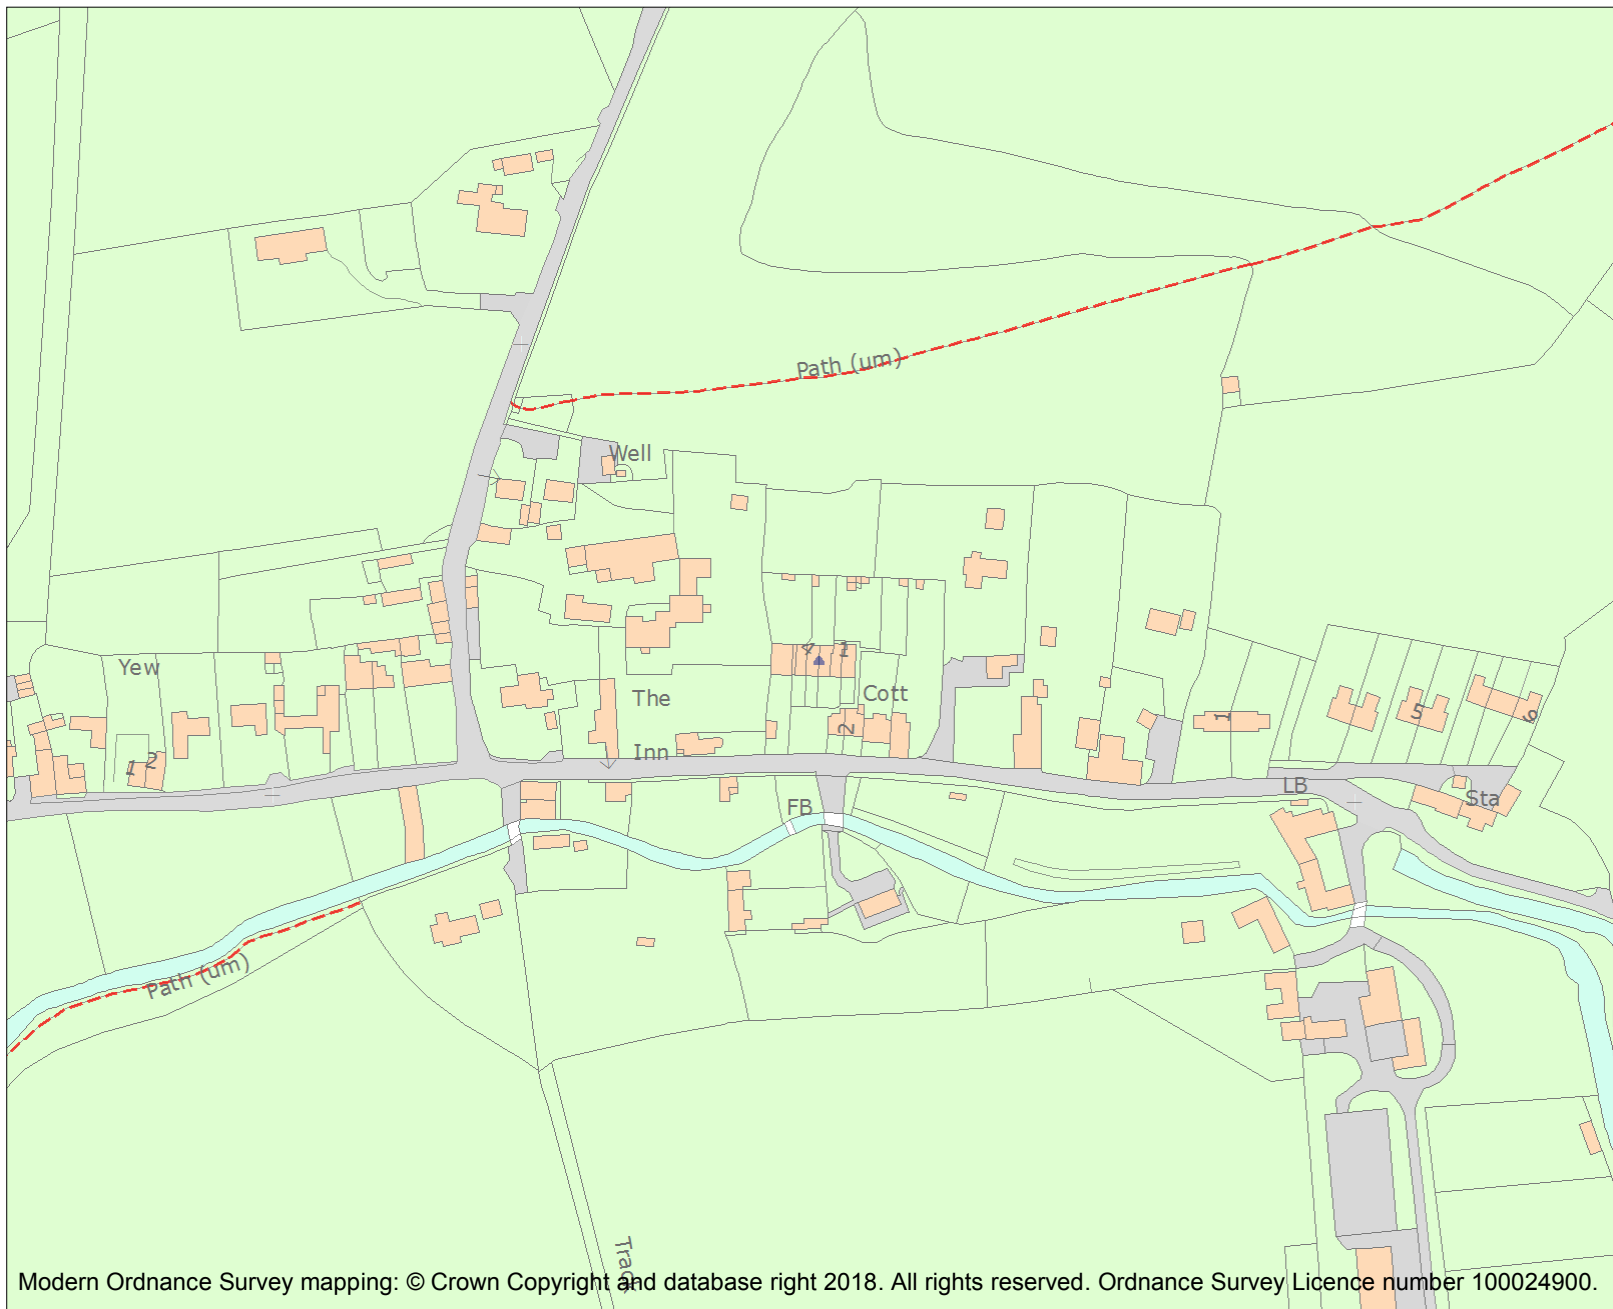 Path (um)
Well
Yew
4
1
The
Cott
2
1
5
6
Inn
1
2
FB
LB
Sta
Path (um)
Track
Modern Ordnance Survey mapping: © Crown Copyright and database right 2018. All rights reserved. Ordnance Survey Licence number 100024900.